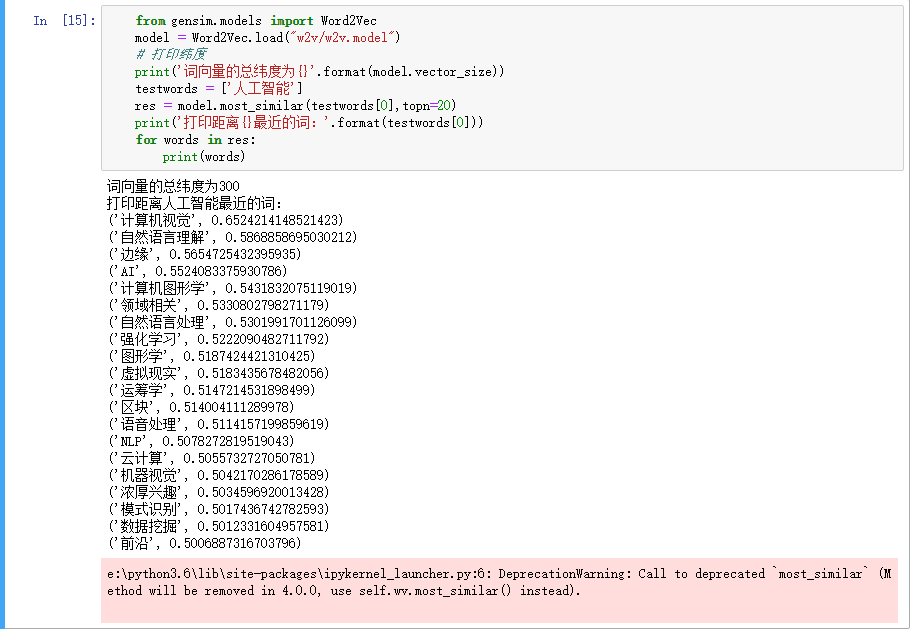 In [15]:
from gensim.models import Word2Vec
model = Word2Vec.load("w2v/w2v.model")
# 打印纬度
print('词向量的总纬度为{}'.format(model.vector_size))
testwords = ['人工智能']
res = model.most_similar(testwords[0],topn=20)
print('打印距离{}最近的词：'.format(testwords[0]))
for words in res:
print(words)
词向量的总纬度为300
打印距离人工智能最近的词：
('计算机视觉', 0.6524214148521423)
('自然语言理解', 0.5868858695030212)
('边缘', 0.5654725432395935)
('AI', 0.5524083375930786)
('计算机图形学', 0.5431832075119019)
('领域相关', 0.5330802798271179)
('自然语言处理', 0.5301991701126099)
('强化学习', 0.5222090482711792)
('图形学', 0.5187424421310425)
('虚拟现实', 0.5183435678482056)
('运筹学', 0.5147214531898499)
('区块', 0.514004111289978)
('语音处理', 0.5114157199859619)
('NLP', 0.5078272819519043)
('云计算', 0.5055732727050781)
('机器视觉', 0.5042170286178589)
('浓厚兴趣', 0.5034596920013428)
('模式识别', 0.5017436742782593)
('数据挖掘', 0.5012331604957581)
('前沿', 0.5006887316703796)
e:\python3.6\lib\site-packages\ipykernel_launcher.py:6: DeprecationWarning: Call to deprecated `most_similar` (M
ethod will be removed in 4.0.0, use self.wv.most_similar() instead).